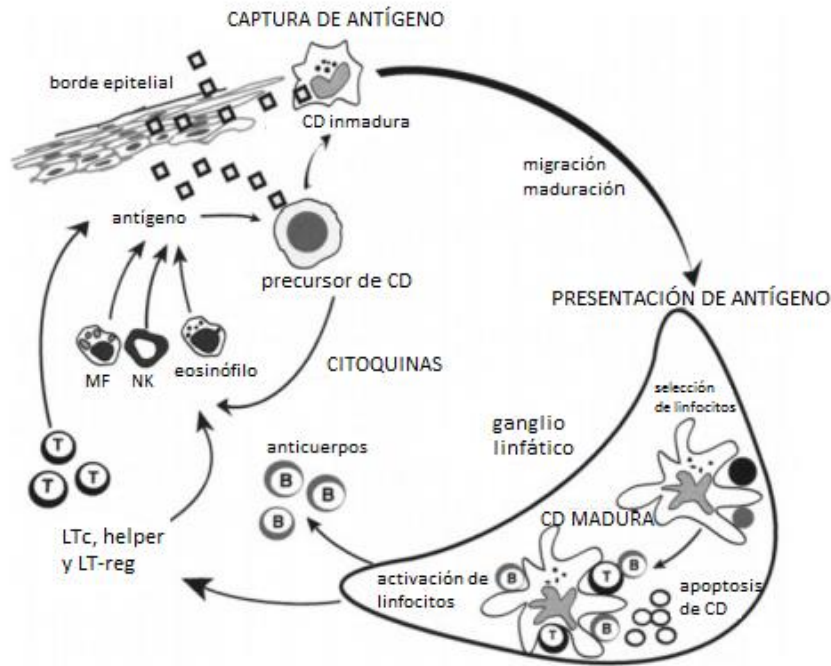 CAPTURA DE ANTÍGENO
borde epitelial
CD inmadura
migración
maduración
antígeno
precursor de CD
PRESENTACIÓN DE ANTÍGENO
MF
NK
eosinófilo
CITOQUINAS
selección
de linfocitos
ganglio
linfático
anticuerpos
T
T
T
B
B
B
CD MADURA
LTc, helper
y LT-reg
activación de
linfocitos
B
T
B
T
B
apoptosis
de CD